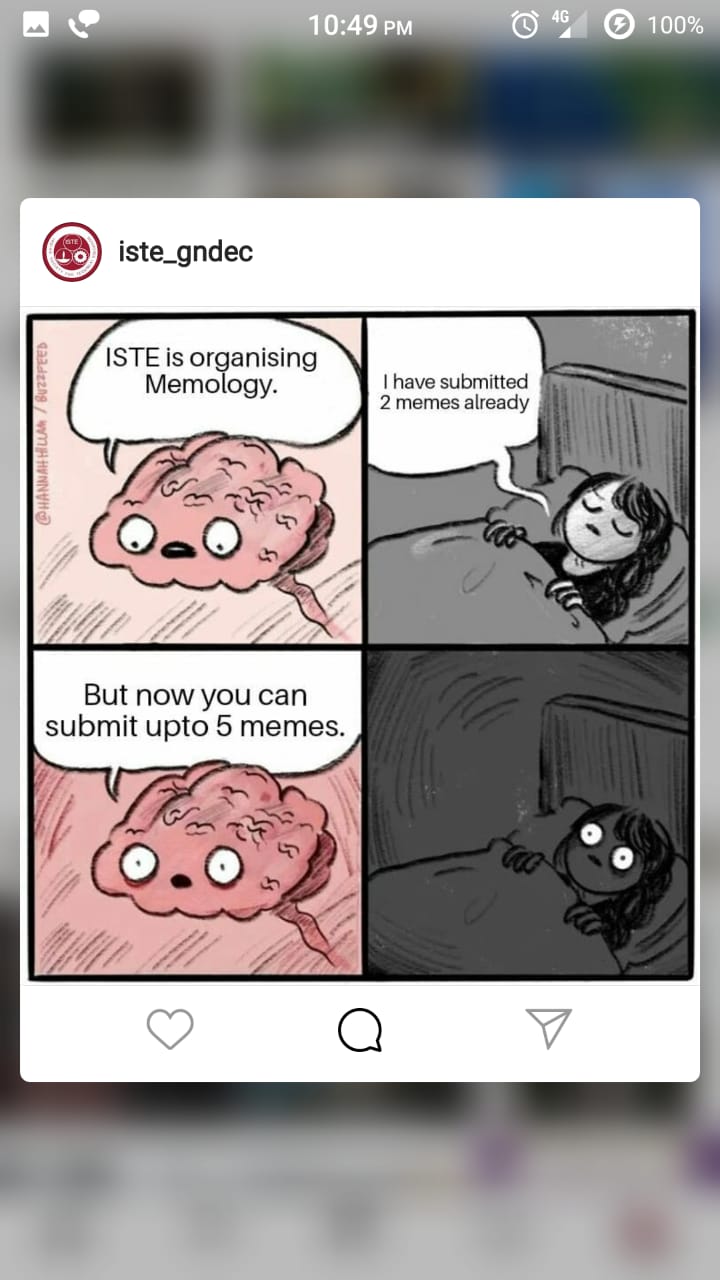 10:49 PM
4G
100%
ISTE
iste_gndec
@HANNAHHILLAM / BUZZFEED
ISTE is organising
Memology.
I have submitted
2 memes already
But now you can
submit upto 5 memes.